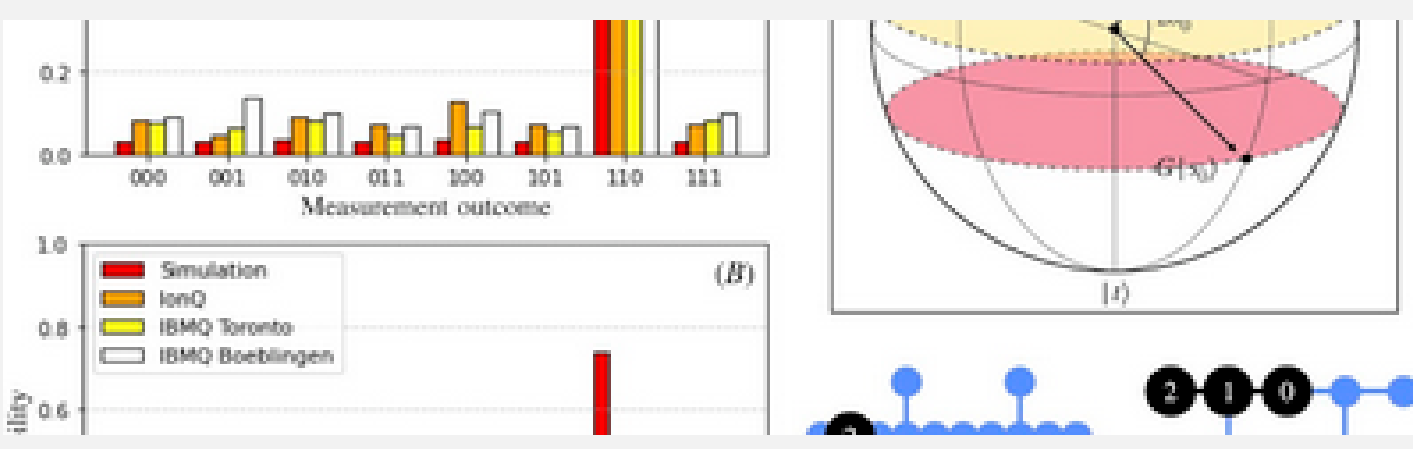 0.2
0.0
000 001 010 011 100 101 110 111
Measurement outcome
1.0
(B)
Simulation
IonQ
0.8
IBMQ Toronto
IBMQ Boeblingen
0.6
G|x₀⟩
|t⟩
2 1 0